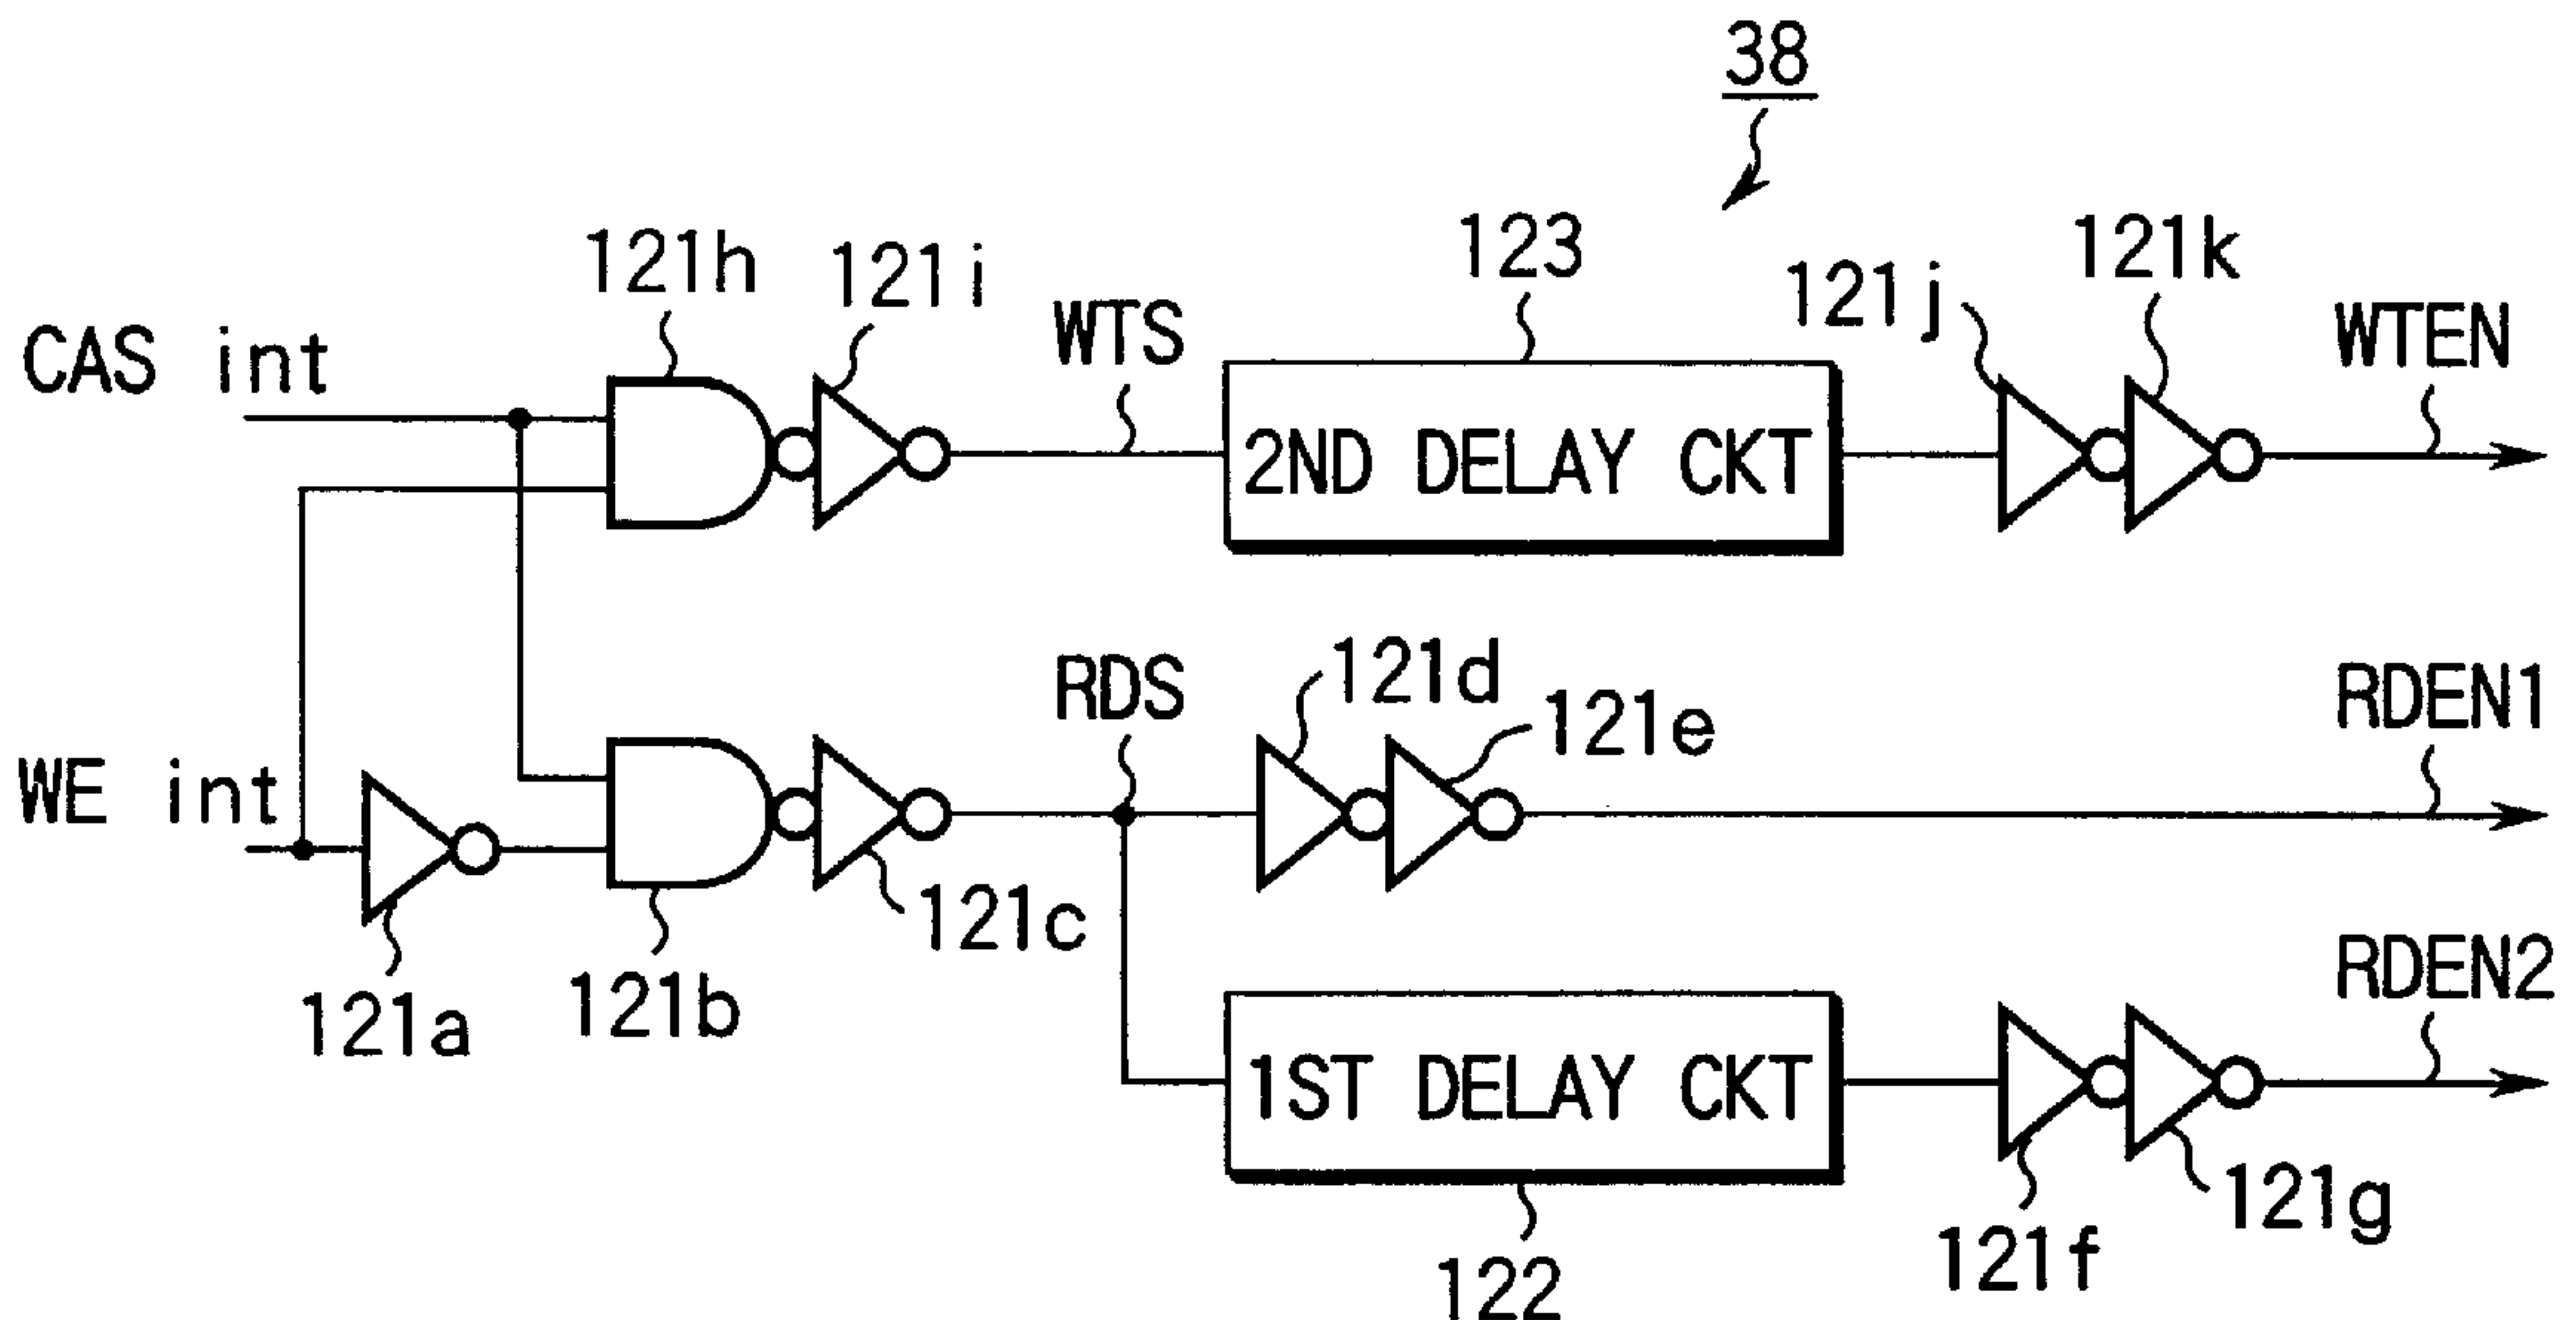 38
121h
121i
123
121j
121k
CAS int
WTS
WTEN
2ND DELAY CKT
WE int
RDS
121d
121e
RDEN1
121a
121b
121c
RDEN2
1ST DELAY CKT
121f
121g
122